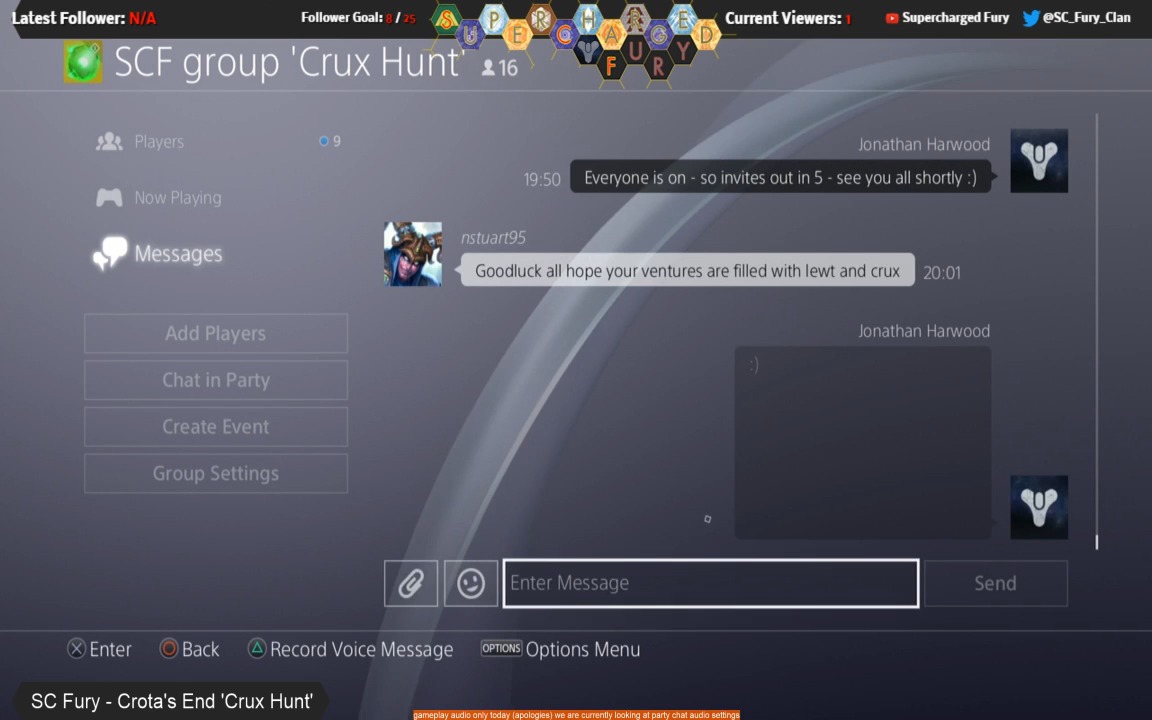 Latest Follower: N/A
Follower Goal: 8 / 25
SUPERCHARGED
FURY
Current Viewers: 1
Supercharged Fury
@SC_Fury_Clan
SCF group 'Crux Hunt'
16
Players
9
Now Playing
Messages
Add Players
Chat in Party
Create Event
Group Settings
Jonathan Harwood
19:50
Everyone is on - so invites out in 5 - see you all shortly :)
nstuart95
Goodluck all hope your ventures are filled with lewt and crux
20:01
Jonathan Harwood
:)
Enter Message
Send
Enter
Back
Record Voice Message
OPTIONS Options Menu
SC Fury - Crota's End 'Crux Hunt'
gameplay audio only today (apologies) we are currently looking at party chat audio settings